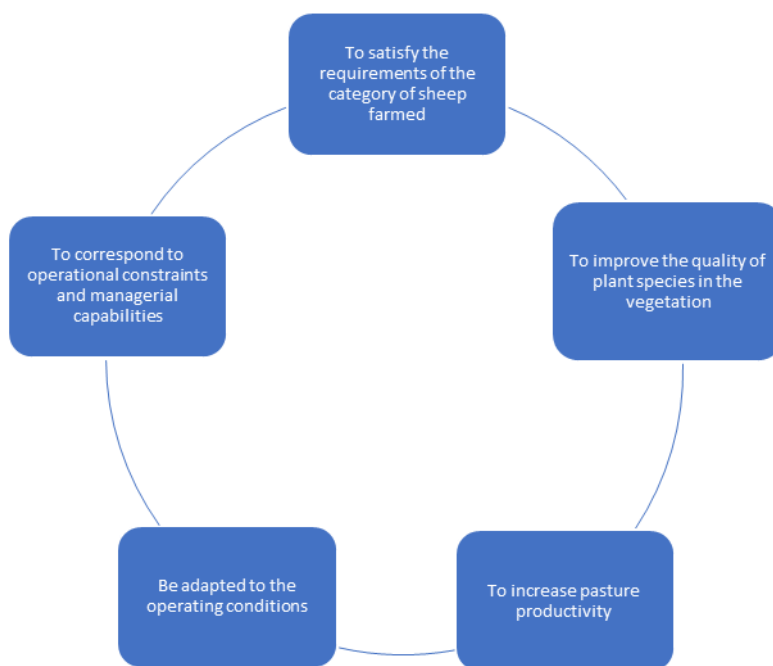 To satisfy the
requirements of the
category of sheep
farmed
To improve the quality of
plant species in the
vegetation
To increase pasture
productivity
Be adapted to the
operating conditions
To correspond to
operational constraints
and managerial
capabilities